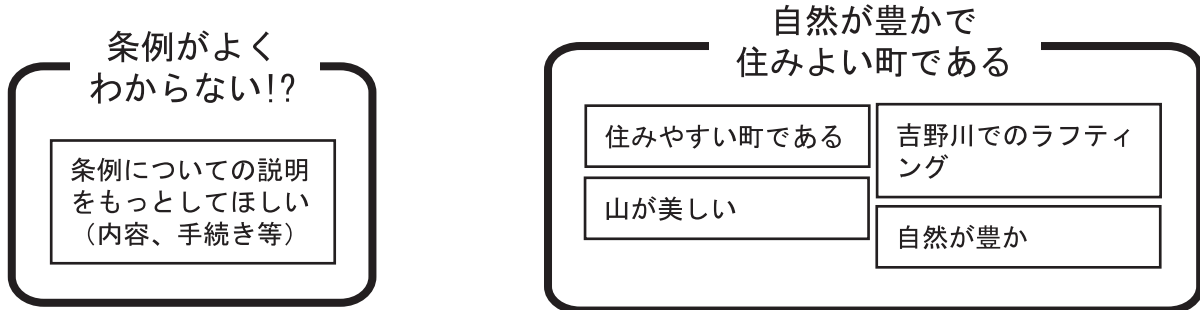 条例がよく
わからない!?
条例についての説明
をもっとしてほしい
（内容、手続き等）
自然が豊かで
住みよい町である
住みやすい町である
山が美しい
吉野川でのラフティ
ング
自然が豊か